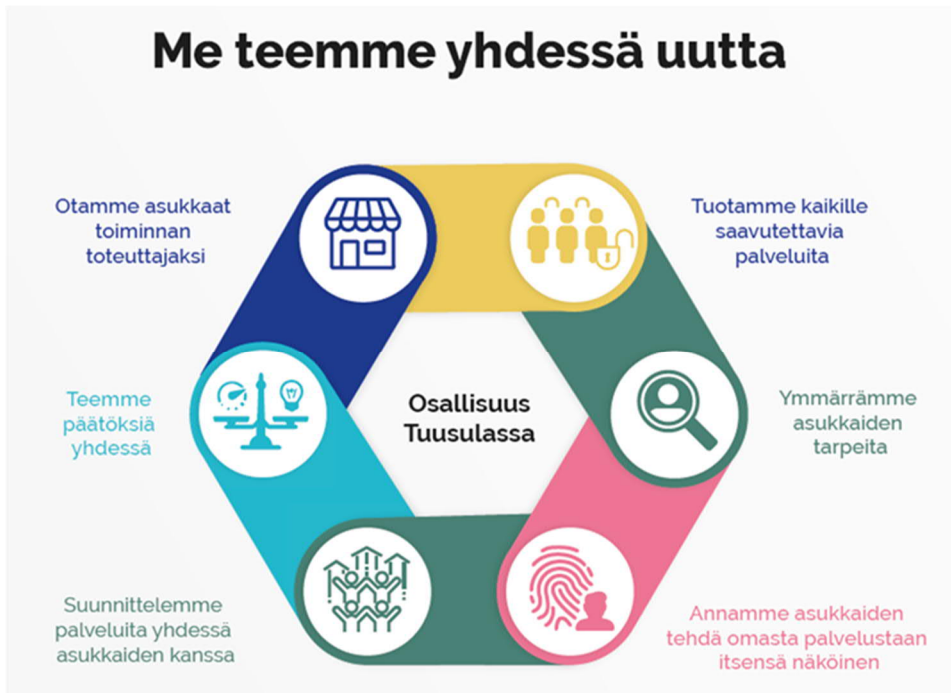 Me teemme yhdessä uutta
Otamme asukkaat
toiminnan
toteuttajaksi
Tuotamme kaikille
saavutettavia
palveluita
Teemme
päätöksiä
yhdessä
Osallisuus
Tuusulassa
Ymmärrämme
asukkaiden
tarpeita
Suunnittelemme
palveluita yhdessä
asukkaiden kanssa
Annamme asukkaiden
tehdä omasta palvelustaan
itsensä näköinen